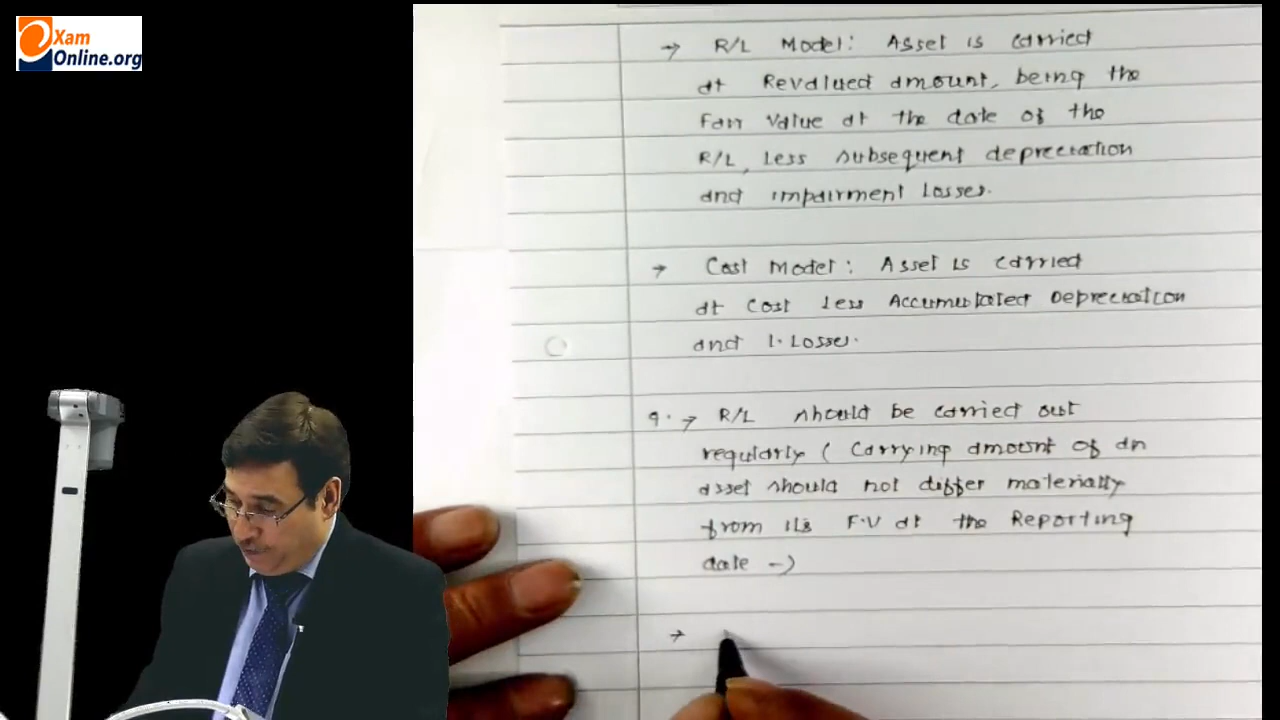 Xam
Online.org
→ R/L Model: Asset is carried
at Revalued amount, being the
Fair Value at the date of the
R/L, Less subsequent depreciation
and impairment Losses.
→ Cost Model: Asset is carried
at Cost Less Accumulated Depreciation
and I. Losses.
9. → R/L should be carried out
regularly ( Carrying amount of an
asset should not differ materially
from its F.V at the Reporting
date -)
→